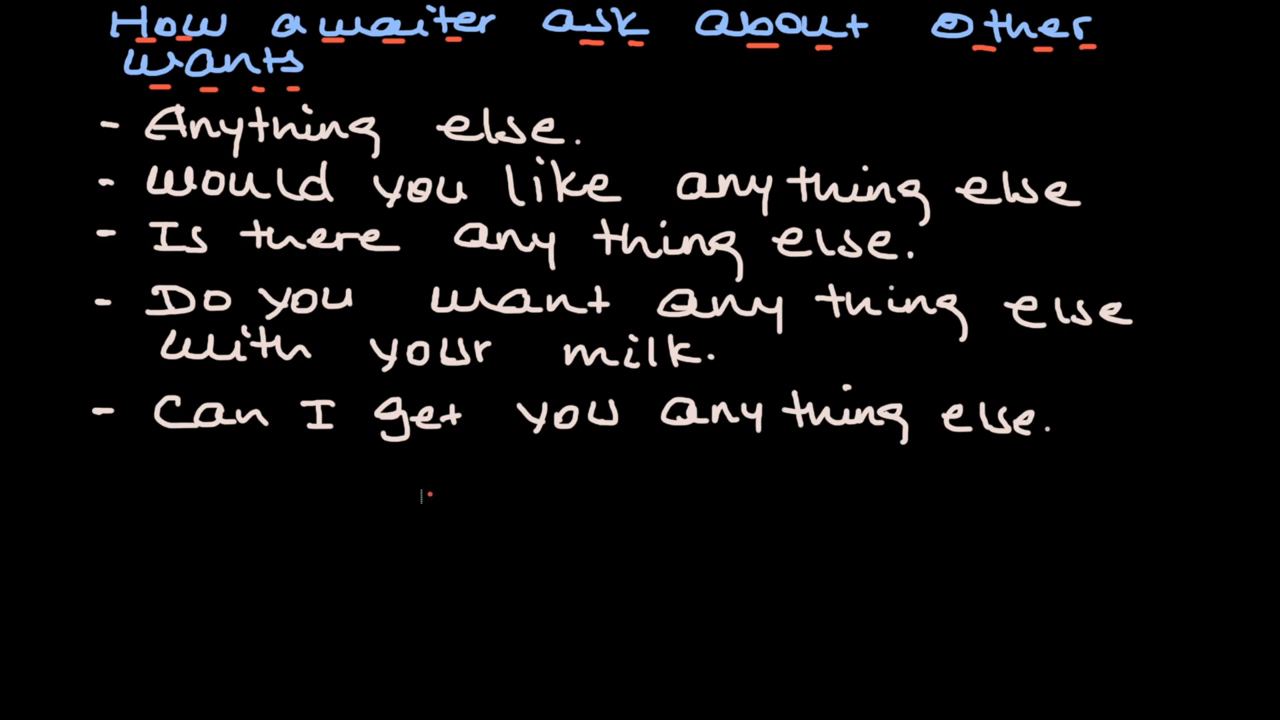 How a waiter ask about other
wants
- Anything else.
- Would you like any thing else
- Is there any thing else.
- Do you want any thing else
with your milk.
- Can I get you any thing else.